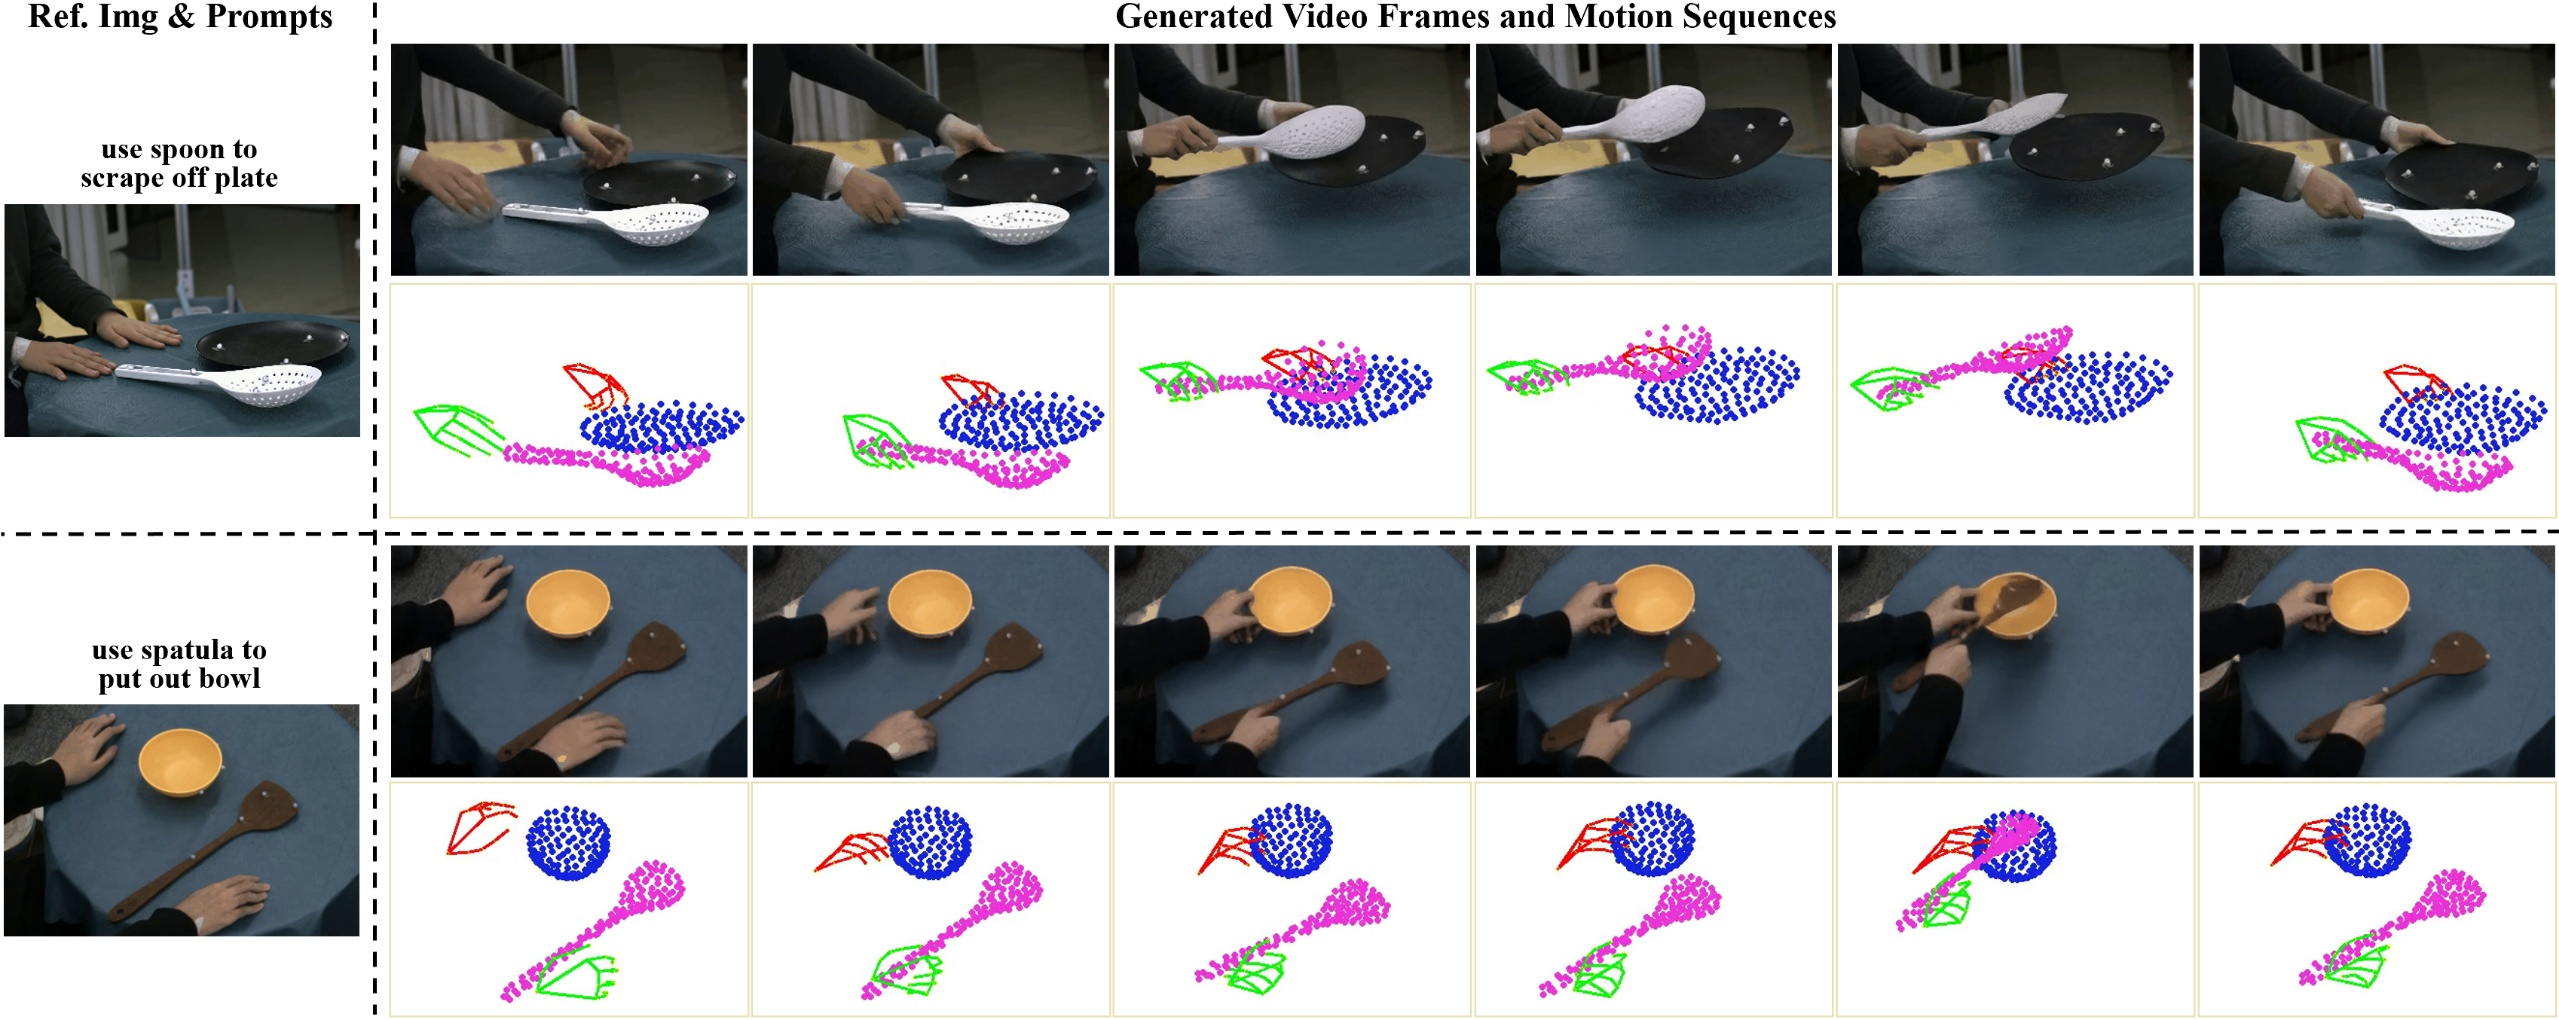 Ref. Img & Prompts
Generated Video Frames and Motion Sequences
use spoon to
scrape off plate
use spatula to
put out bowl